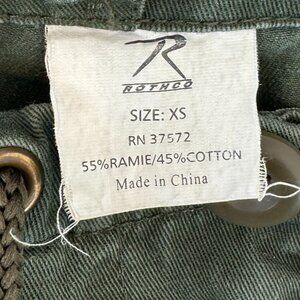 R
ROTHCO
SIZE: XS
RN 37572
55%RAMIE/45%COTTON
Made in China